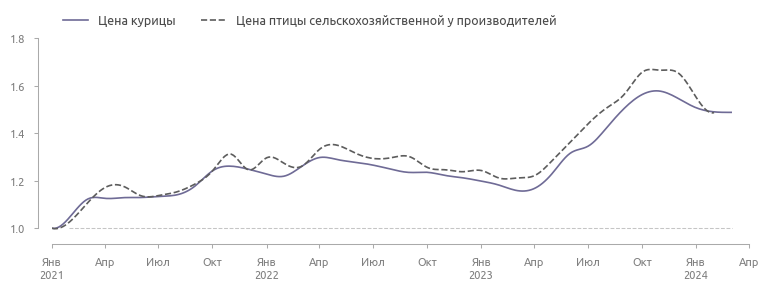 Цена курицы Цена птицы сельскохозяйственной у производителей
1.8
1.6
1.4
1.2
1.0
Янв Апр Июл Окт Янв Апр Июл Окт Янв Апр Июл Окт Янв Апр
2021 2022 2023 2024